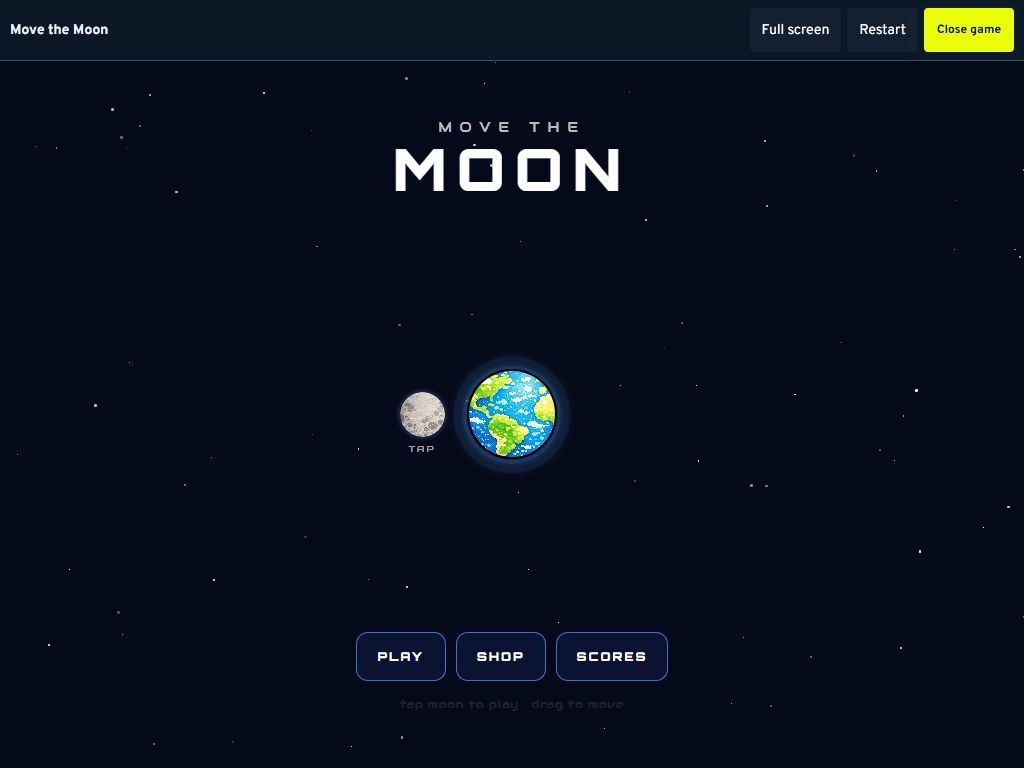 Move the Moon
Full screen
Restart
Close game
MOVE THE
MOON
TAP
PLAY
SHOP
SCORES
tap moon to play · drag to move